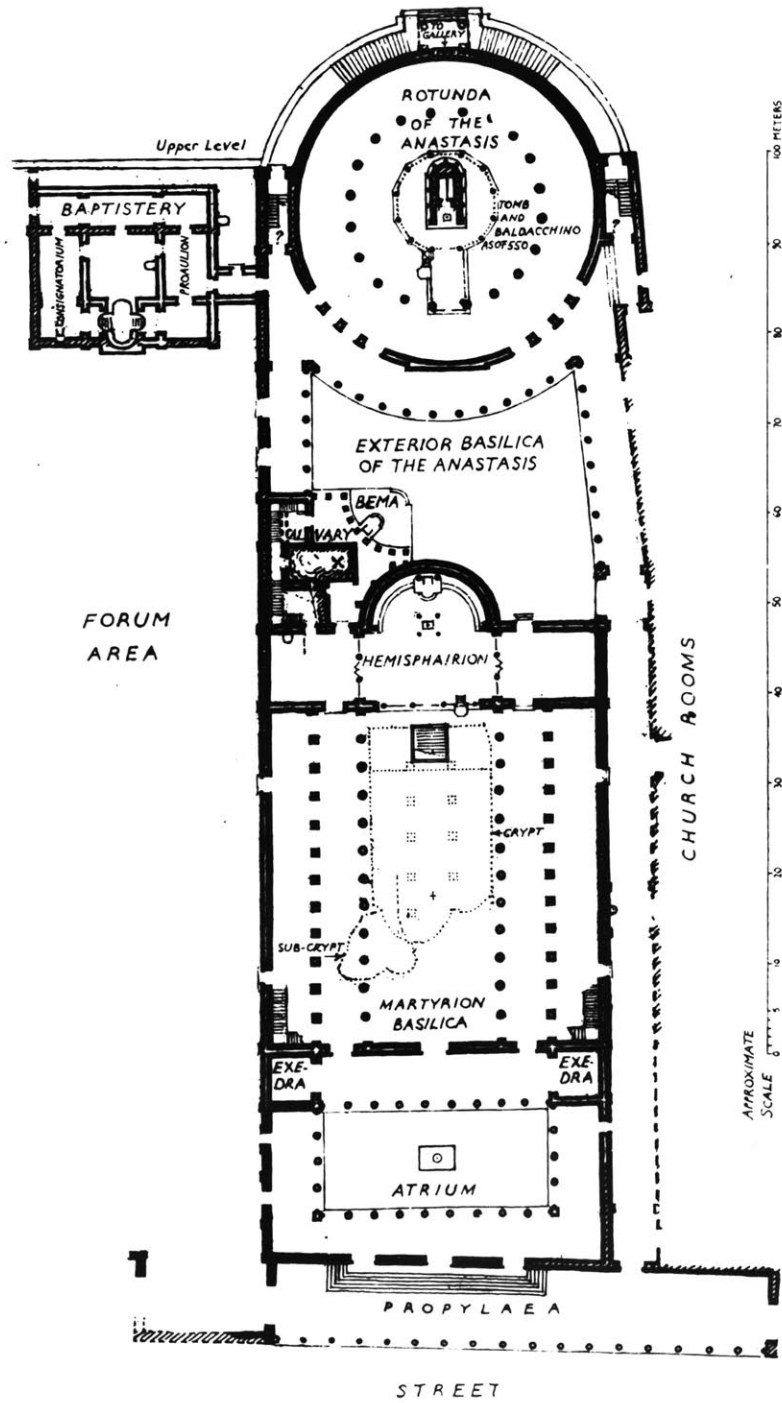 TO
GALLERY
ROTUNDA
OF THE
ANASTASIS
Upper Level
BAPTISTERY
CONSIGNATORIUM
PROAULION
?
?
TOMB
AND
BALDACCHINO
AS OF 550
EXTERIOR BASILICA
OF THE ANASTASIS
BEMA
CALVARY
FORUM
AREA
HEMISPHAIRION
CHURCH ROOMS
CRYPT
SUB-CRYPT
MARTYRION
BASILICA
EXE-
DRA
EXE-
DRA
ATRIUM
PROPYLAEA
STREET
APPROXIMATE
SCALE
0
5
10
20
30
40
50
60
70
80
90
100 METERS